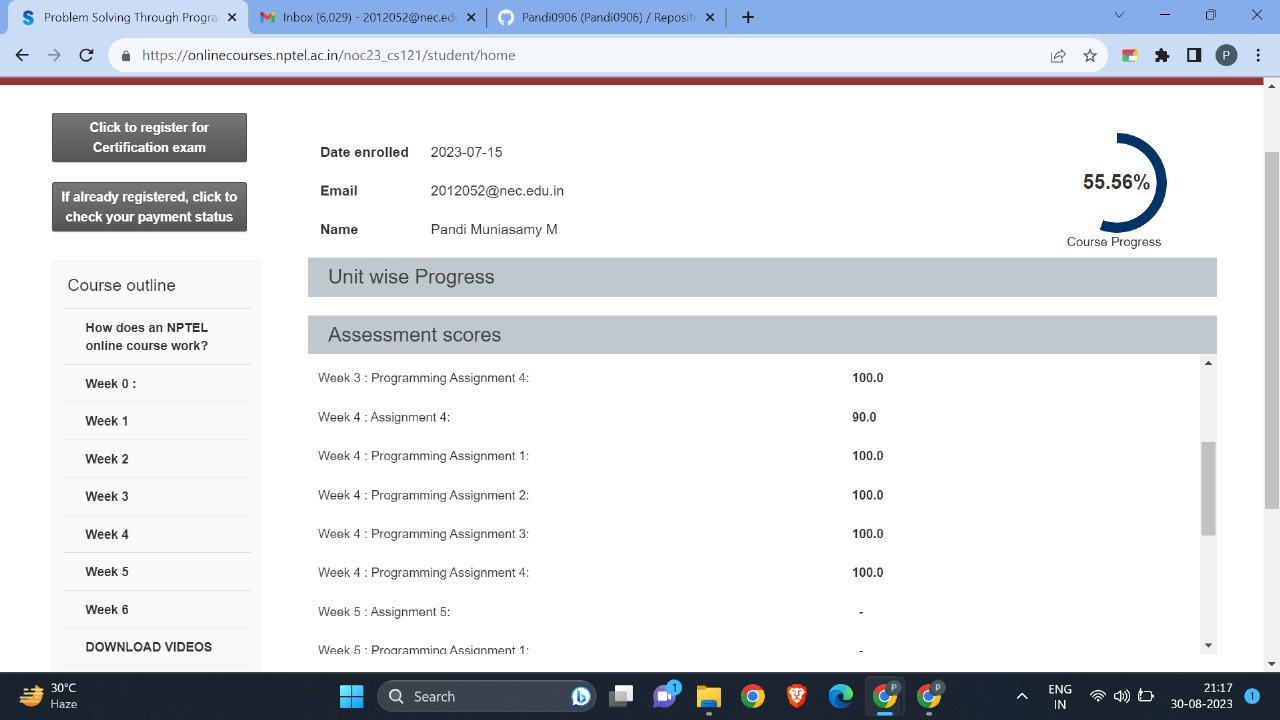 Problem Solving Through Progra
Inbox (6,029) - 2012052@nec.edu
Pandi0906 (Pandi0906) / Reposit
https://onlinecourses.nptel.ac.in/noc23_cs121/student/home
P
Click to register for
Certification exam
If already registered, click to
check your payment status
Date enrolled 2023-07-15
Email 2012052@nec.edu.in
Name Pandi Muniasamy M
55.56%
Course Progress
Course outline
How does an NPTEL
online course work?
Week 0 :
Week 1
Week 2
Week 3
Week 4
Week 5
Week 6
DOWNLOAD VIDEOS
Unit wise Progress
Assessment scores
Week 3 : Programming Assignment 4: 100.0
Week 4 : Assignment 4: 90.0
Week 4 : Programming Assignment 1: 100.0
Week 4 : Programming Assignment 2: 100.0
Week 4 : Programming Assignment 3: 100.0
Week 4 : Programming Assignment 4: 100.0
Week 5 : Assignment 5: -
Week 5 : Programming Assignment 1: -
30°C
Haze
Search
1
P
P
ENG
IN
21:17
30-08-2023
1